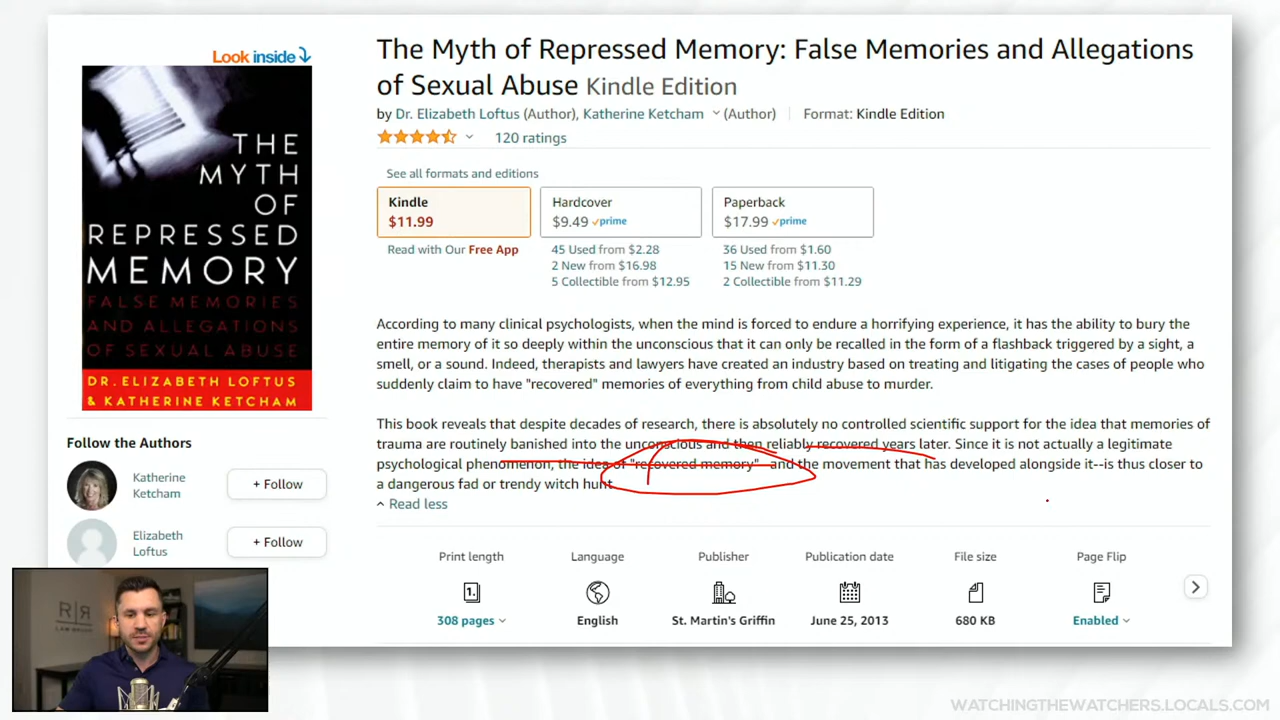 Look inside
THE
MYTH
OF
REPRESSED
MEMORY
FALSE MEMORIES
AND ALLEGATIONS
OF SEXUAL ABUSE
DR. ELIZABETH LOFTUS
& KATHERINE KETCHAM
Follow the Authors
Katherine
Ketcham
+ Follow
Elizabeth
Loftus
+ Follow
The Myth of Repressed Memory: False Memories and Allegations
of Sexual Abuse Kindle Edition
by Dr. Elizabeth Loftus (Author), Katherine Ketcham (Author) Format: Kindle Edition
120 ratings
See all formats and editions
Kindle
$11.99
Read with Our Free App
Hardcover
$9.49 prime
45 Used from $2.28
2 New from $16.98
5 Collectible from $12.95
Paperback
$17.99 prime
36 Used from $1.60
15 New from $11.30
2 Collectible from $11.29
According to many clinical psychologists, when the mind is forced to endure a horrifying experience, it has the ability to bury the
entire memory of it so deeply within the unconscious that it can only be recalled in the form of a flashback triggered by a sight, a
smell, or a sound. Indeed, therapists and lawyers have created an industry based on treating and litigating the cases of people who
suddenly claim to have "recovered" memories of everything from child abuse to murder.
This book reveals that despite decades of research, there is absolutely no controlled scientific support for the idea that memories of
trauma are routinely banished into the unconscious and then reliably recovered years later. Since it is not actually a legitimate
psychological phenomenon, the idea of "recovered memory"--and the movement that has developed alongside it--is thus closer to
a dangerous fad or trendy witch hunt.
Read less
Print length
1.
308 pages
Language
English
Publisher
St. Martin's Griffin
Publication date
June 25, 2013
File size
680 KB
Page Flip
Enabled
R|R
LAW GROUP
WATCHINGTHEWATCHERS.LOCALS.COM